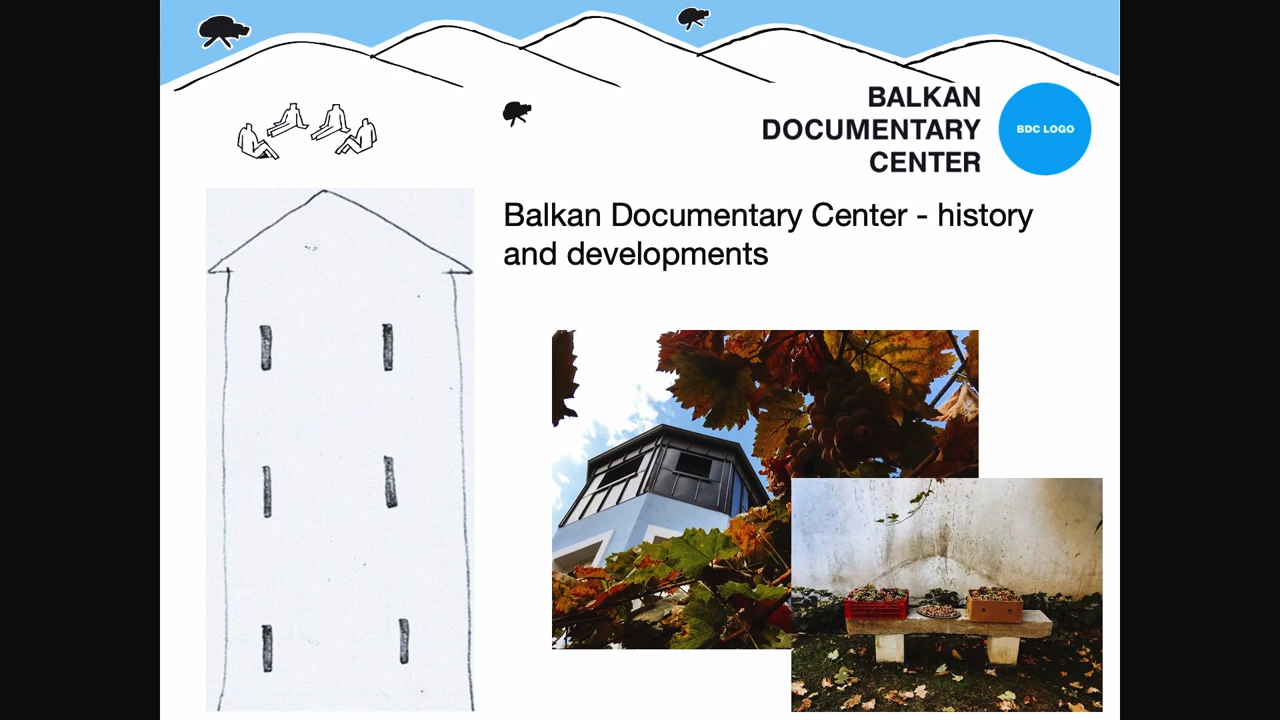 BALKAN
DOCUMENTARY
CENTER
BDC LOGO
Balkan Documentary Center - history
and developments